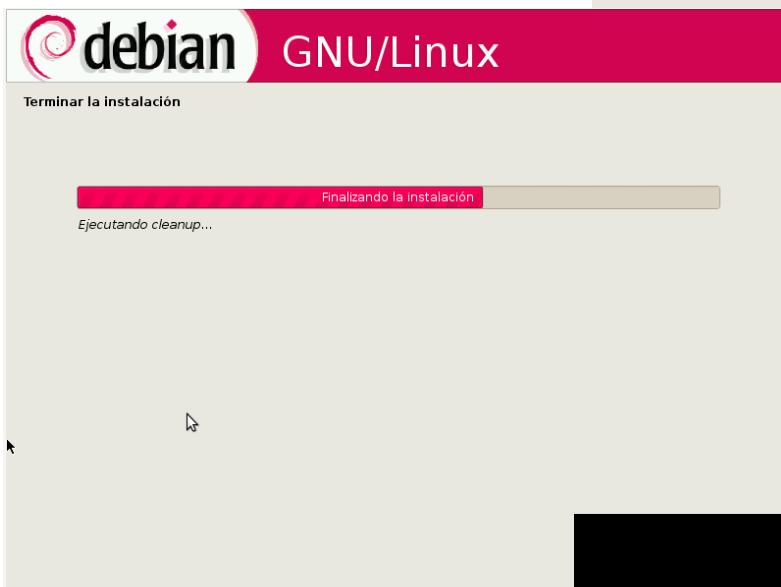 debian GNU/Linux
Terminar la instalación
Finalizando la instalación
Ejecutando cleanup...